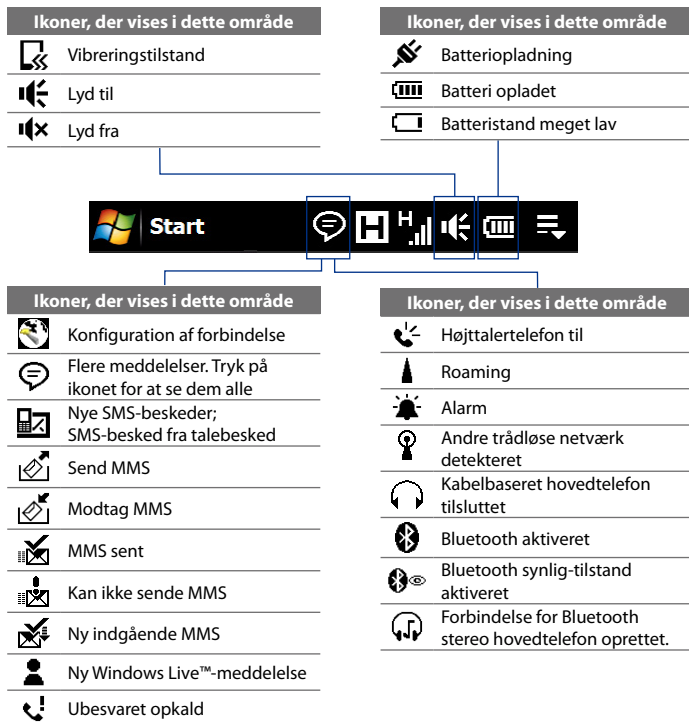 Ikoner, der vises i dette område
Vibreringstilstand
Lyd til
Lyd fra
Ikoner, der vises i dette område
Batteriopladning
Batteri opladet
Batteristand meget lav
Start
H
H
Ikoner, der vises i dette område
Konfiguration af forbindelse
Flere meddelelser. Tryk på
ikonet for at se dem alle
Nye SMS-beskeder;
SMS-besked fra talebesked
Send MMS
Modtag MMS
MMS sent
Kan ikke sende MMS
Ny indgående MMS
Ny Windows Live™-meddelelse
Ubesvaret opkald
Ikoner, der vises i dette område
Højttalertelefon til
Roaming
Alarm
Andre trådløse netværk
detekteret
Kabelbaseret hovedtelefon
tilsluttet
Bluetooth aktiveret
Bluetooth synlig-tilstand
aktiveret
Forbindelse for Bluetooth
stereo hovedtelefon oprettet.